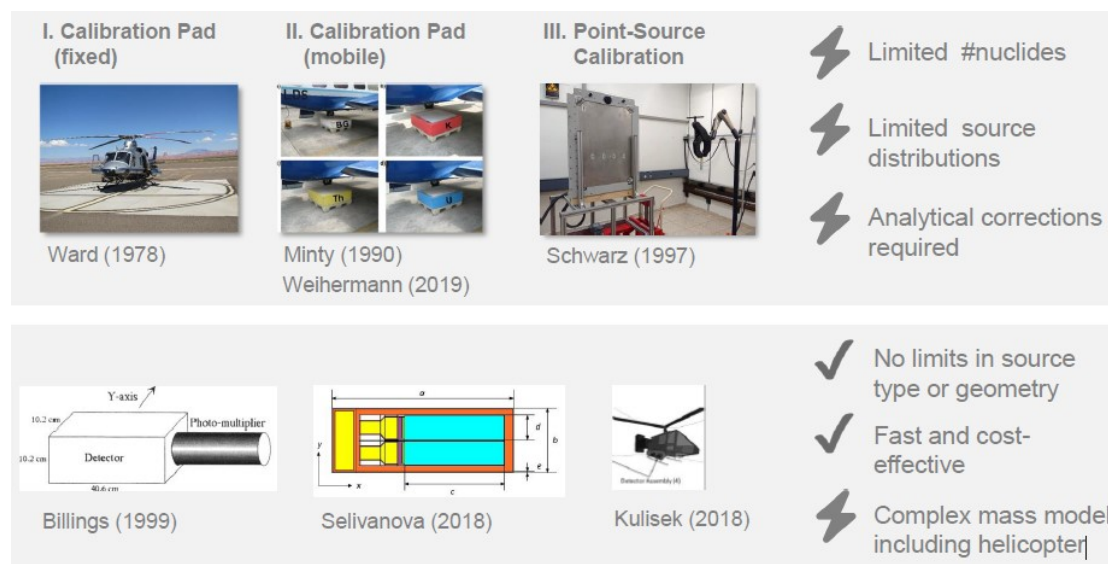 I. Calibration Pad
(fixed)
II. Calibration Pad
(mobile)
III. Point-Source
Calibration
BG
K
Th
U
Ward (1978)
Minty (1990)
Weihermann (2019)
Schwarz (1997)
Limited #nuclides
Limited source
distributions
Analytical corrections
required
Y-axis
10.2 cm
Photo-multiplier
10.2 cm
Detector
40.6 cm
a
d
b
y
e
x
c
Detector Assembly (4)
Billings (1999)
Selivanova (2018)
Kulisek (2018)
No limits in source
type or geometry
Fast and cost-
effective
Complex mass model
including helicopter